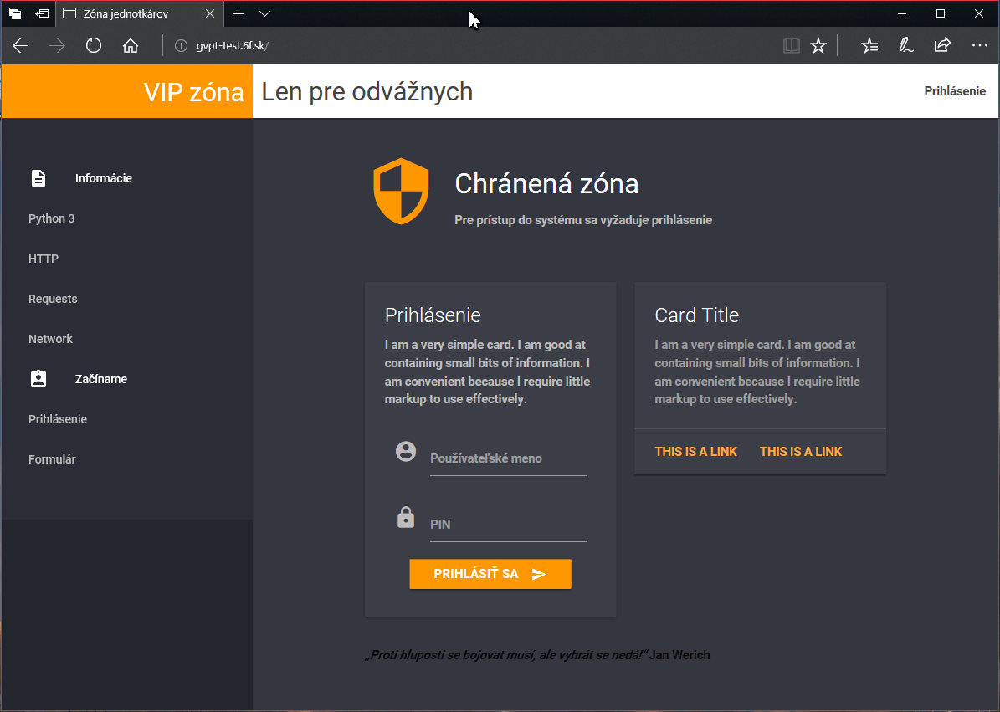 Zóna jednotkárov
gvpt-test.6f.sk/
VIP zóna
Len pre odvážnych
Prihlásenie
Informácie
Python 3
HTTP
Requests
Network
Začíname
Prihlásenie
Formulár
Chránená zóna
Pre prístup do systému sa vyžaduje prihlásenie
Prihlásenie
I am a very simple card. I am good at
containing small bits of information. I
am convenient because I require little
markup to use effectively.
Používateľské meno
PIN
PRIHLÁSIŤ SA
Card Title
I am a very simple card. I am good at
containing small bits of information. I
am convenient because I require little
markup to use effectively.
THIS IS A LINK THIS IS A LINK
„Proti hluposti se bojovat musí, ale vyhrát se nedá!“ Jan Werich